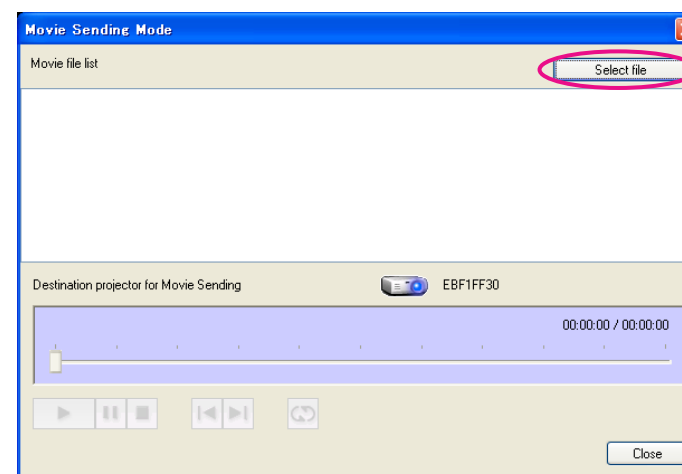 Movie Sending Mode
Movie file list
Select file
Destination projector for Movie Sending
EBF1FF30
00:00:00 / 00:00:00
Close